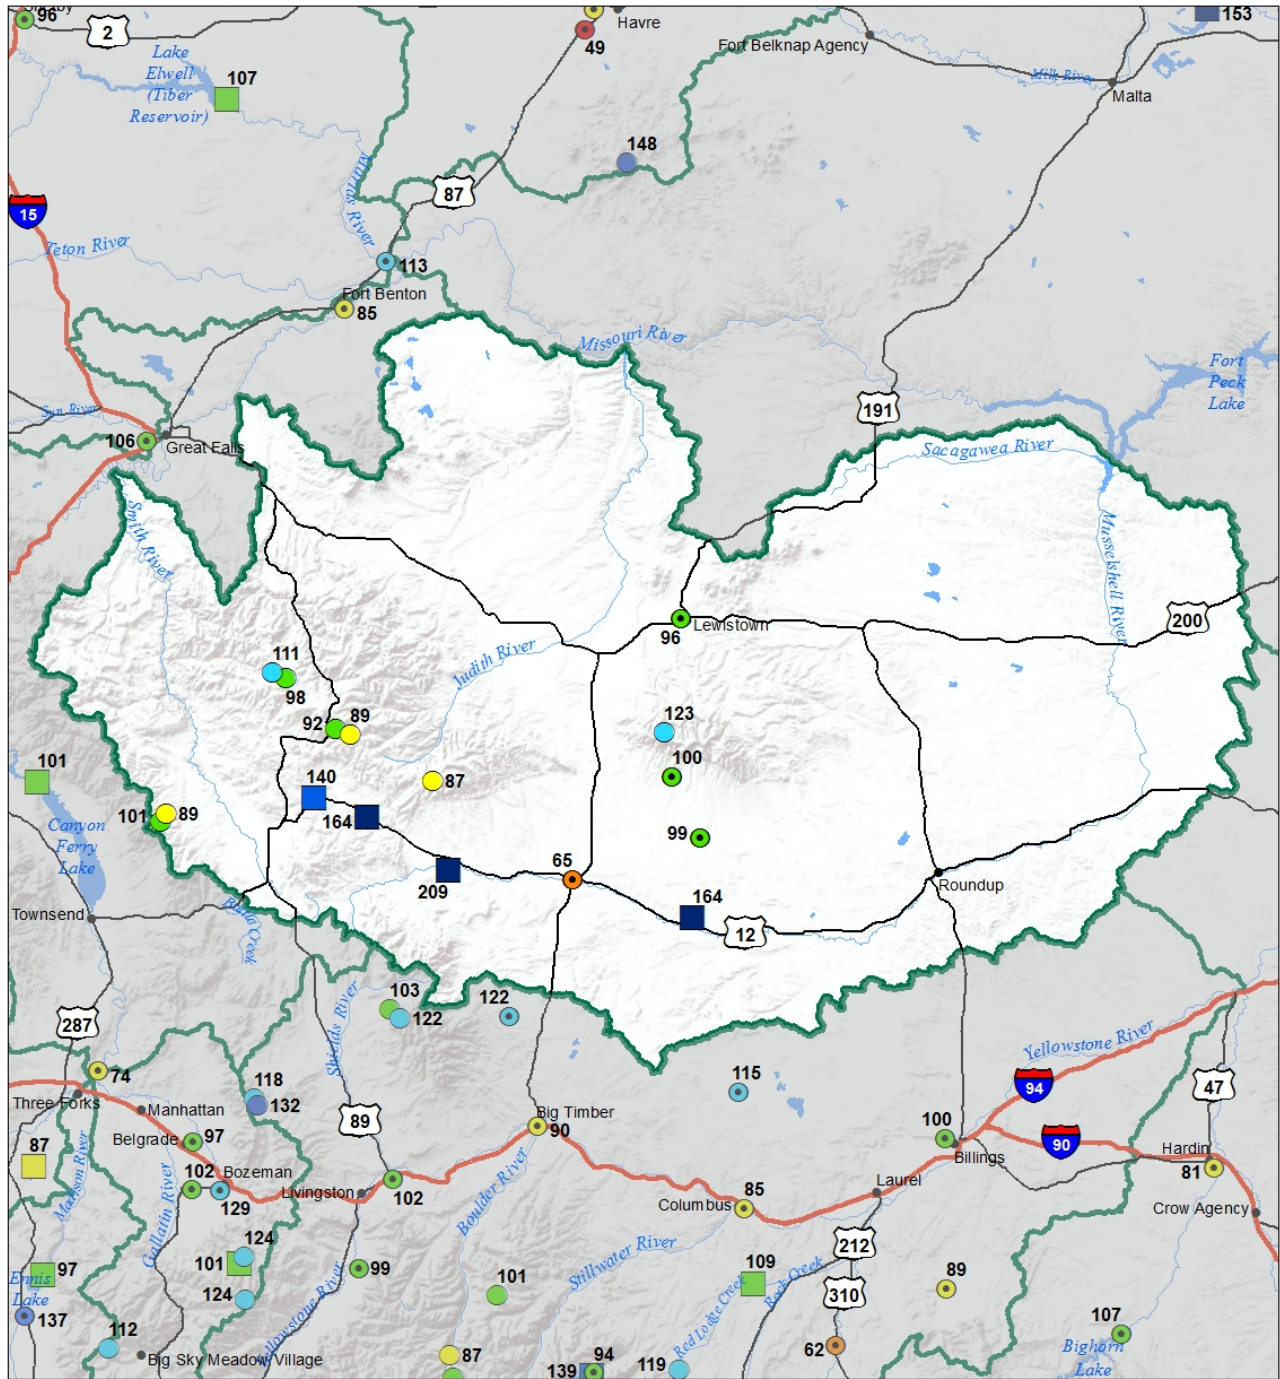 96
2
Lake
Elwell
(Tiber
Reservoir)
107
Havre
49
Fort Belknap Agency
153
Milk River
Malta
148
87
15
Marias River
Teton River
113
Fort Benton
85
Missouri River
Fort
Peck
Lake
191
Sun River
106
Great Falls
Sacagawea River
Smith River
Musselshell River
200
96
Lewistown
Judith River
111
98
92
89
123
100
101
140
87
164
101
89
99
Canyon
Ferry
Lake
65
209
164
12
Roundup
Townsend
Battle Creek
103
122
122
287
Shields River
Yellowstone River
74
118
132
115
94
47
Three Forks
Manhattan
89
Big Timber
90
87
Belgrade
97
100
Billings
90
Hardin
81
Madison River
102
Bozeman
129
Livingston
102
Boulder River
Columbus
85
Laurel
Crow Agency
Gallatin River
124
101
124
Stillwater River
212
Ennis
Lake
97
99
101
109
Red Lodge Creek
Rock Creek
310
89
137
Yellowstone River
107
112
Big Sky Meadow Village
87
139
94
119
62
Bighorn
Lake